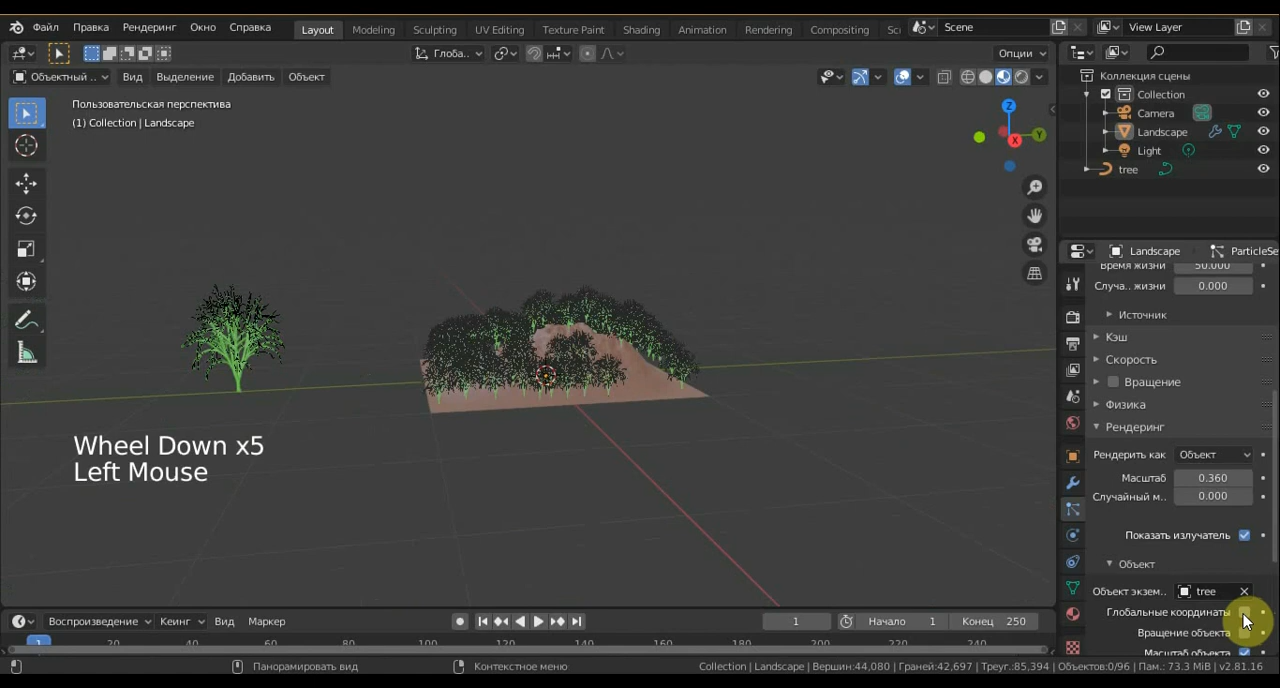 Файл Правка Рендеринг Окно Справка Layout Modeling Sculpting UV Editing Texture Paint Shading Animation Rendering Compositing Sc Scene View Layer
Глоба.. Опции
Объектный .. Вид Выделение Добавить Объект
Коллекция сцены
Collection
Camera
Landscape
Light
tree
Пользовательская перспектива
(1) Collection | Landscape
Z
Y
X
Landscape ParticleSe
Время жизни 50.000
Случа.. жизни 0.000
Источник
Кэш
Скорость
Вращение
Физика
Рендеринг
Рендерить как Объект
Масштаб 0.360
Случайный м.. 0.000
Показать излучатель
Объект
Объект экзем.. tree
Глобальные координаты
Вращение объекта
Масштаб объекта
Wheel Down x5
Left Mouse
Воспроизведение Кеинг Вид Маркер 1 Начало 1 Конец 250
1 20 40 60 80 100 120 140 160 180 200 220 240
Панорамировать вид Контекстное меню Collection | Landscape | Вершин:44,080 | Граней:42,697 | Треуг.:85,394 | Объектов:0/96 | Пам.: 73.3 MiB | v2.81.16